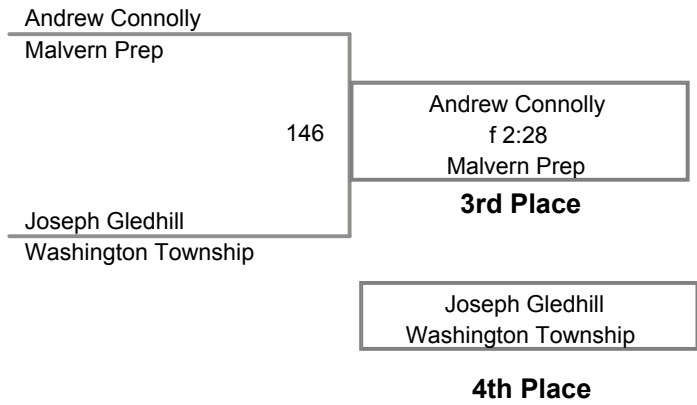 Andrew Connolly
Malvern Prep
146
Andrew Connolly
f 2:28
Malvern Prep
3rd Place
Joseph Gledhill
Washington Township
Joseph Gledhill
Washington Township
4th Place